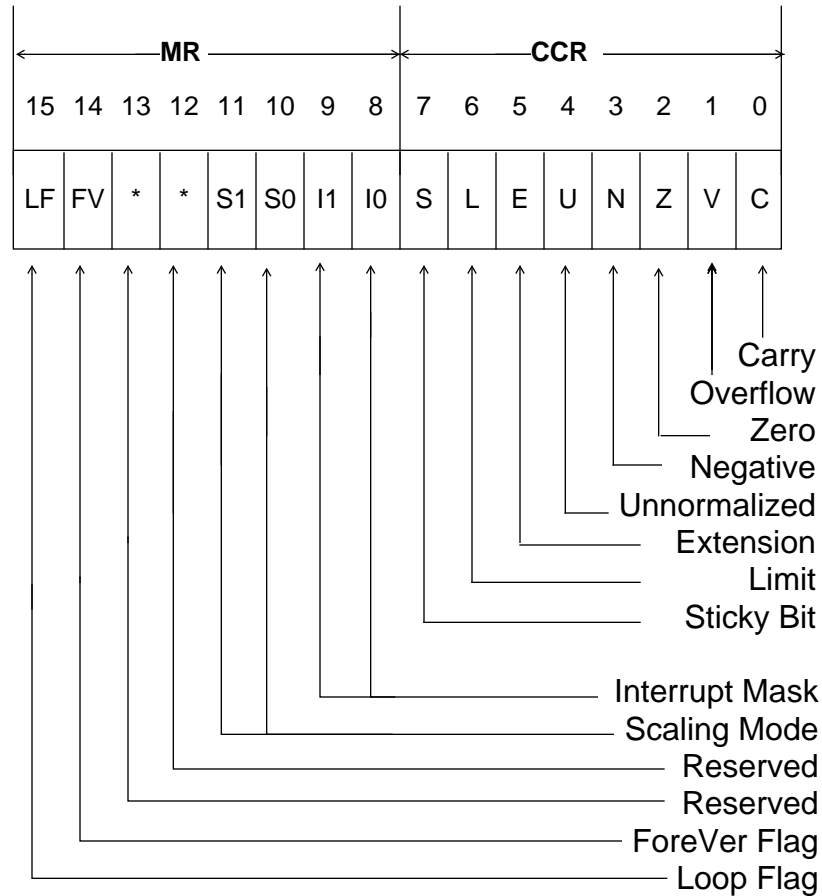 MR CCR
15 14 13 12 11 10 9 8 7 6 5 4 3 2 1 0
LF FV * * S1 S0 I1 I0 S L E U N Z V C
Carry
Overflow
Zero
Negative
Unnormalized
Extension
Limit
Sticky Bit
Interrupt Mask
Scaling Mode
Reserved
Reserved
ForeVer Flag
Loop Flag